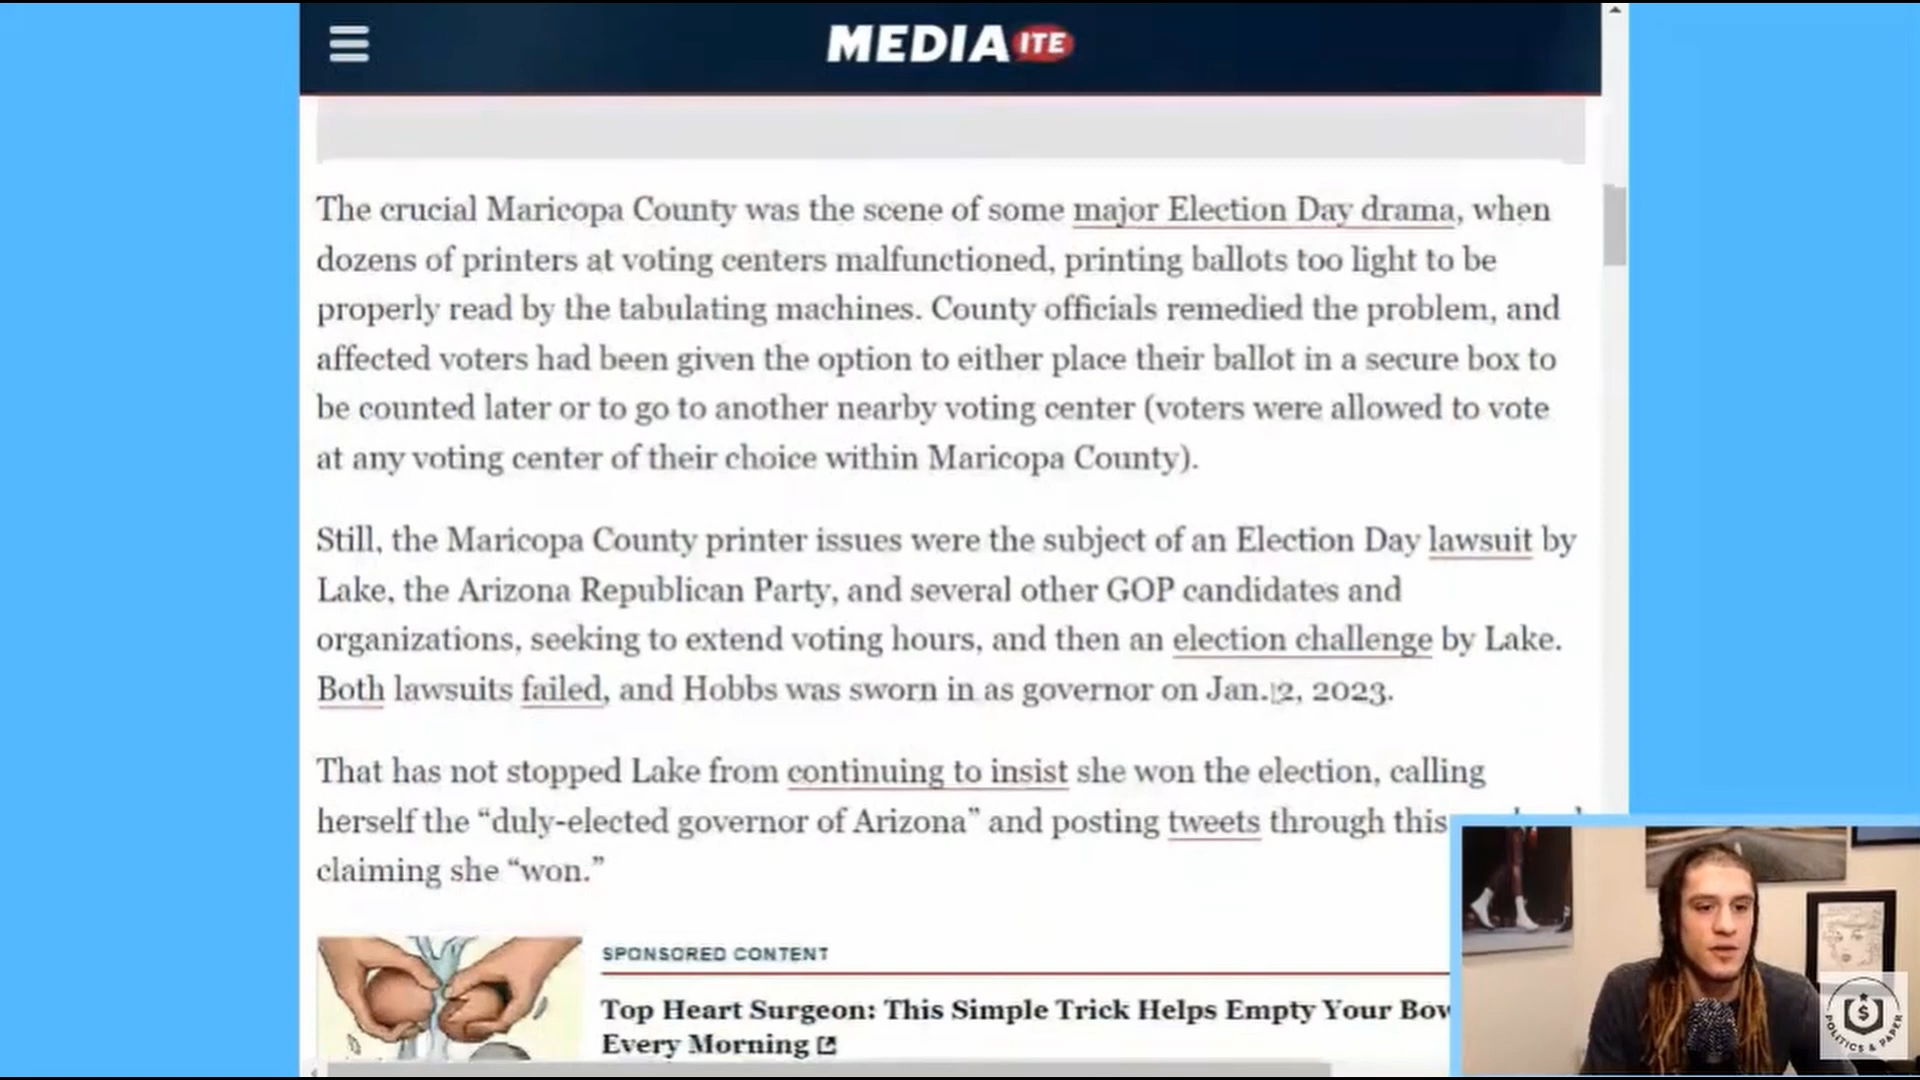 MEDIAITE
The crucial Maricopa County was the scene of some major Election Day drama, when
dozens of printers at voting centers malfunctioned, printing ballots too light to be
properly read by the tabulating machines. County officials remedied the problem, and
affected voters had been given the option to either place their ballot in a secure box to
be counted later or to go to another nearby voting center (voters were allowed to vote
at any voting center of their choice within Maricopa County).
Still, the Maricopa County printer issues were the subject of an Election Day lawsuit by
Lake, the Arizona Republican Party, and several other GOP candidates and
organizations, seeking to extend voting hours, and then an election challenge by Lake.
Both lawsuits failed, and Hobbs was sworn in as governor on Jan. 2, 2023.
That has not stopped Lake from continuing to insist she won the election, calling
herself the “duly-elected governor of Arizona” and posting tweets through this
claiming she “won.”
SPONSORED CONTENT
Top Heart Surgeon: This Simple Trick Helps Empty Your
Every Morning
$
POLITICS & PAPER